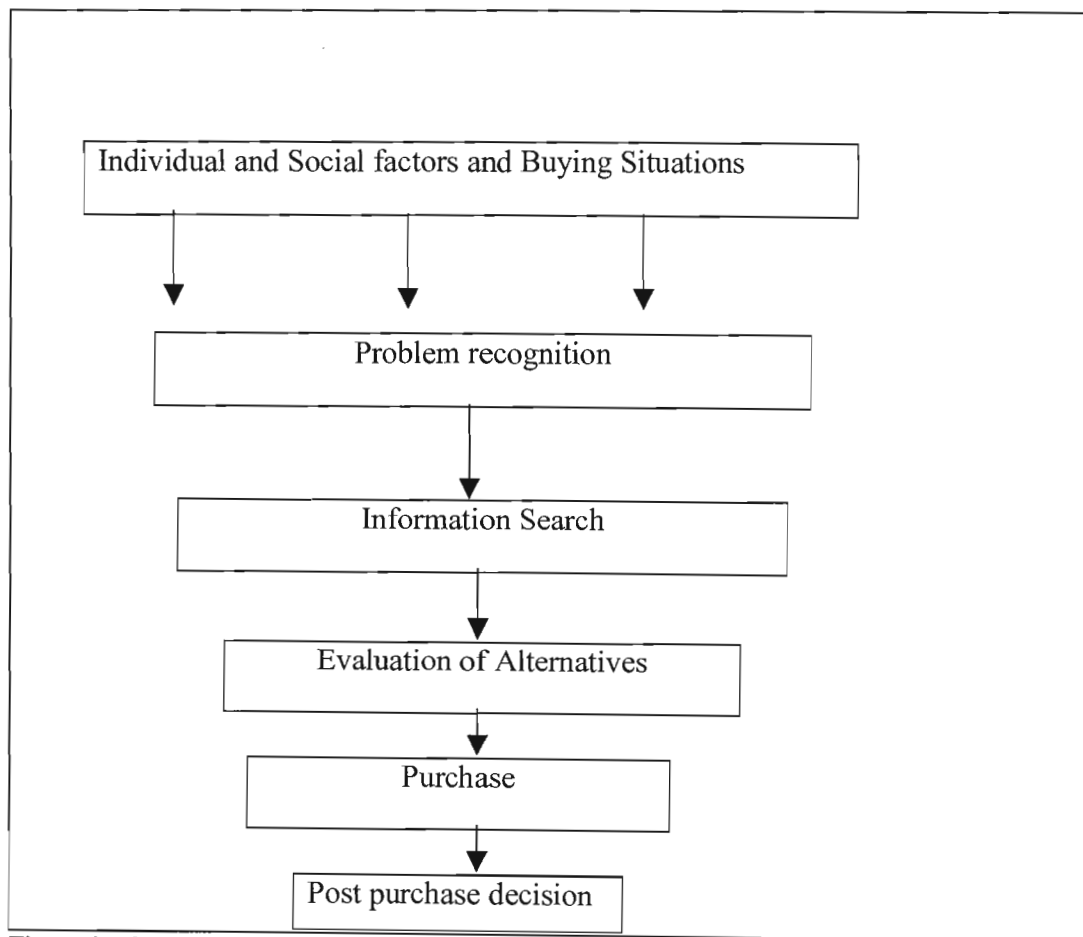 Individual and Social factors and Buying Situations
Problem recognition
Information Search
Evaluation of Alternatives
Purchase
Post purchase decision